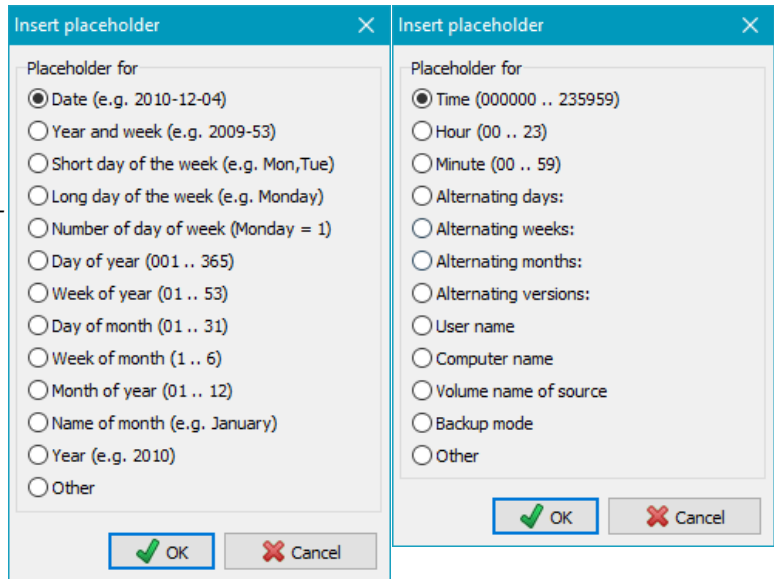 Insert placeholder
Placeholder for
Date (e.g. 2010-12-04)
Year and week (e.g. 2009-53)
Short day of the week (e.g. Mon,Tue)
Long day of the week (e.g. Monday)
Number of day of week (Monday = 1)
Day of year (001 .. 365)
Week of year (01 .. 53)
Day of month (01 .. 31)
Week of month (1 .. 6)
Month of year (01 .. 12)
Name of month (e.g. January)
Year (e.g. 2010)
Other
OK
Cancel
Insert placeholder
Placeholder for
Time (000000 .. 235959)
Hour (00 .. 23)
Minute (00 .. 59)
Alternating days:
Alternating weeks:
Alternating months:
Alternating versions:
User name
Computer name
Volume name of source
Backup mode
Other
OK
Cancel